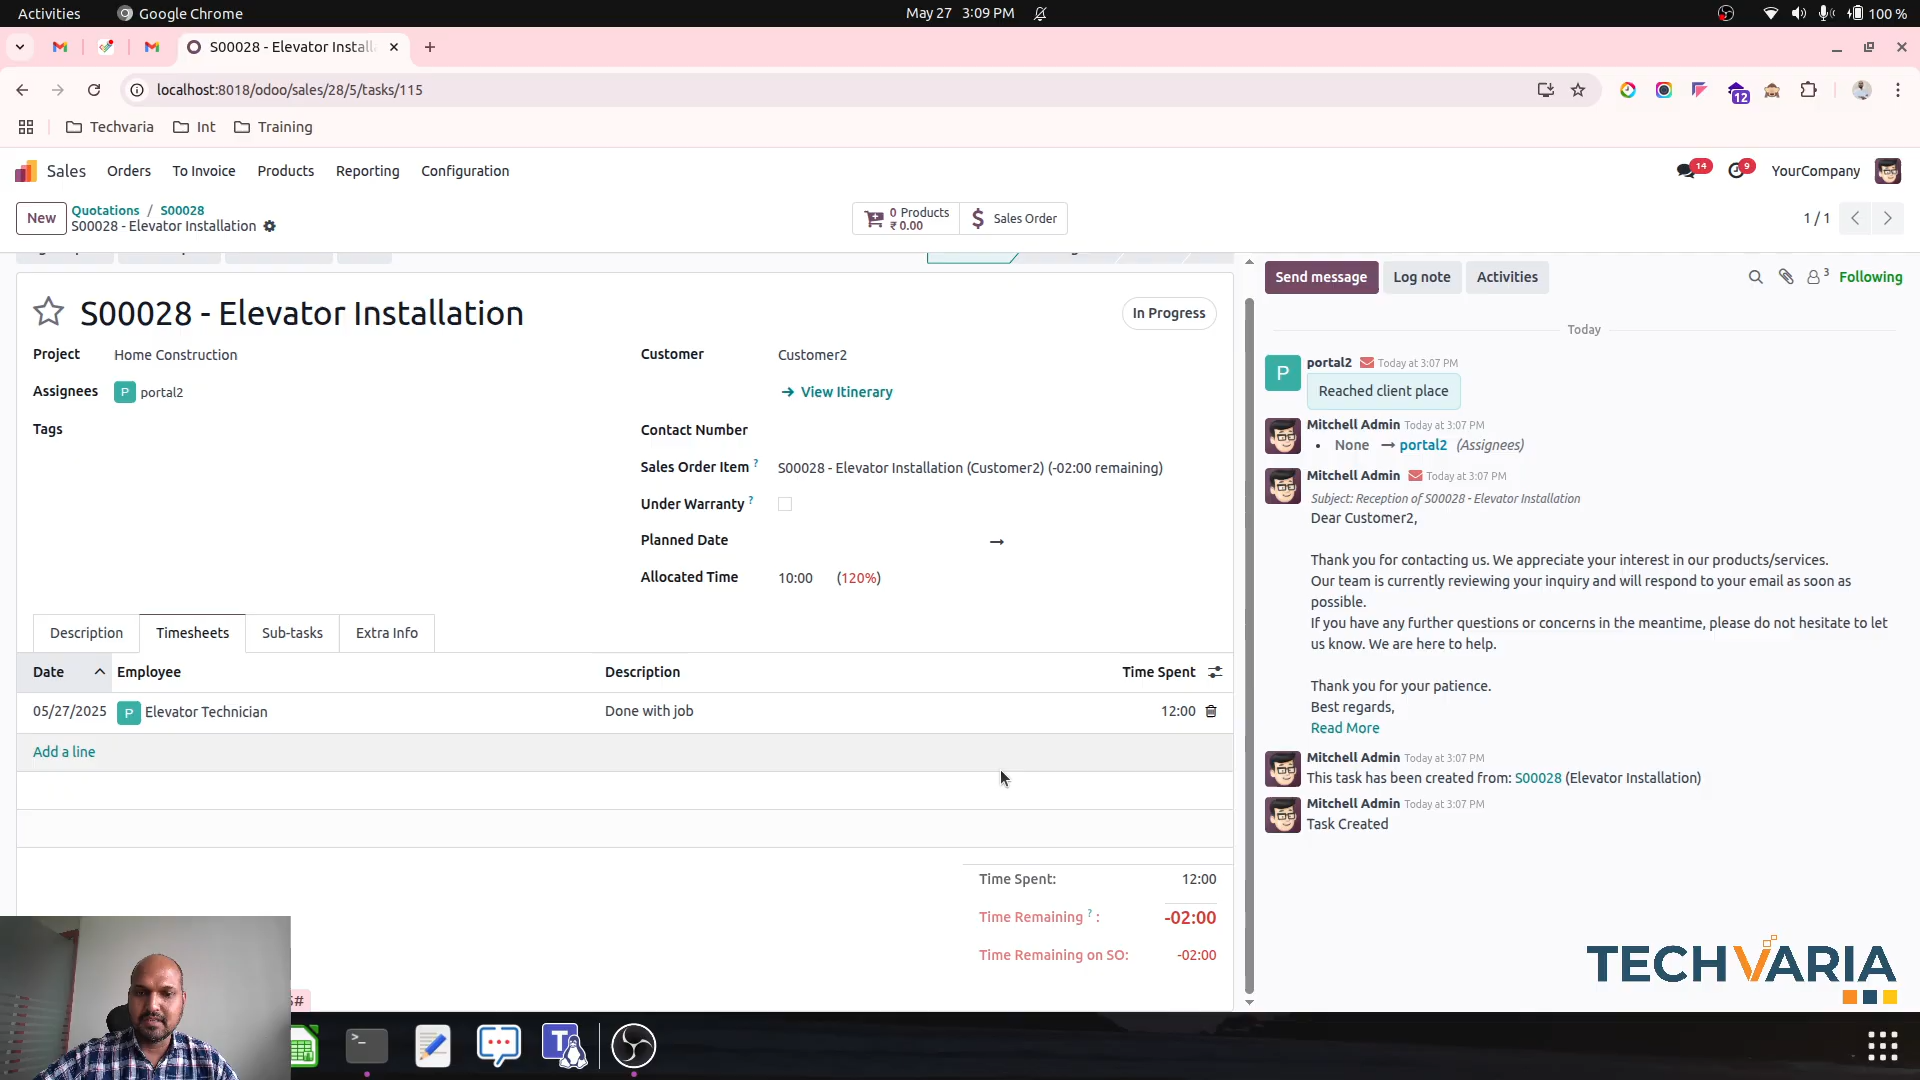 Activities
Google Chrome
May 27 3:09 PM
100 %
S00028 - Elevator Install
localhost:8018/odoo/sales/28/5/tasks/115
12
Techvaria
Int
Training
Sales
Orders
To Invoice
Products
Reporting
Configuration
14
9
YourCompany
New
Quotations / S00028
S00028 - Elevator Installation
0 Products
₹ 0.00
Sales Order
1 / 1
Send message
Log note
Activities
3
Following
S00028 - Elevator Installation
In Progress
Project
Home Construction
Customer
Customer2
Assignees
P portal2
→ View Itinerary
Tags
Contact Number
Sales Order Item ?
S00028 - Elevator Installation (Customer2) (-02:00 remaining)
Under Warranty ?
Planned Date
→
Allocated Time
10:00 (120%)
Description
Timesheets
Sub-tasks
Extra Info
Date
Employee
Description
Time Spent
05/27/2025
P Elevator Technician
Done with job
12:00
Add a line
Time Spent: 12:00
Time Remaining ? : -02:00
Time Remaining on SO: -02:00
Today
P
portal2 Today at 3:07 PM
Reached client place
Mitchell Admin Today at 3:07 PM
• None → portal2 (Assignees)
Mitchell Admin Today at 3:07 PM
Subject: Reception of S00028 - Elevator Installation
Dear Customer2,
Thank you for contacting us. We appreciate your interest in our products/services.
Our team is currently reviewing your inquiry and will respond to your email as soon as
possible.
If you have any further questions or concerns in the meantime, please do not hesitate to let
us know. We are here to help.
Thank you for your patience.
Best regards,
Read More
Mitchell Admin Today at 3:07 PM
This task has been created from: S00028 (Elevator Installation)
Mitchell Admin Today at 3:07 PM
Task Created
TECHVARIA